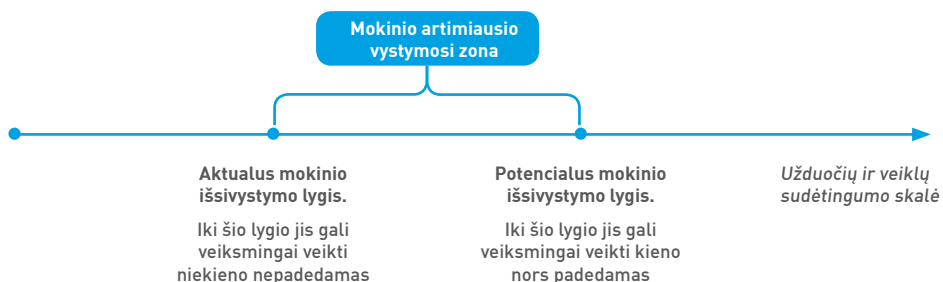 Mokinio artimiausio
vystymosi zona
Aktualus mokinio
išsivystymo lygis.
Iki šio lygio jis gali
veiksmingai veikti
niekieno nepadedamas
Potencialus mokinio
išsivystymo lygis.
Iki šio lygio jis gali
veiksmingai veikti kieno
nors padedamas
Užduočių ir veiklų
sudėtingumo skalė